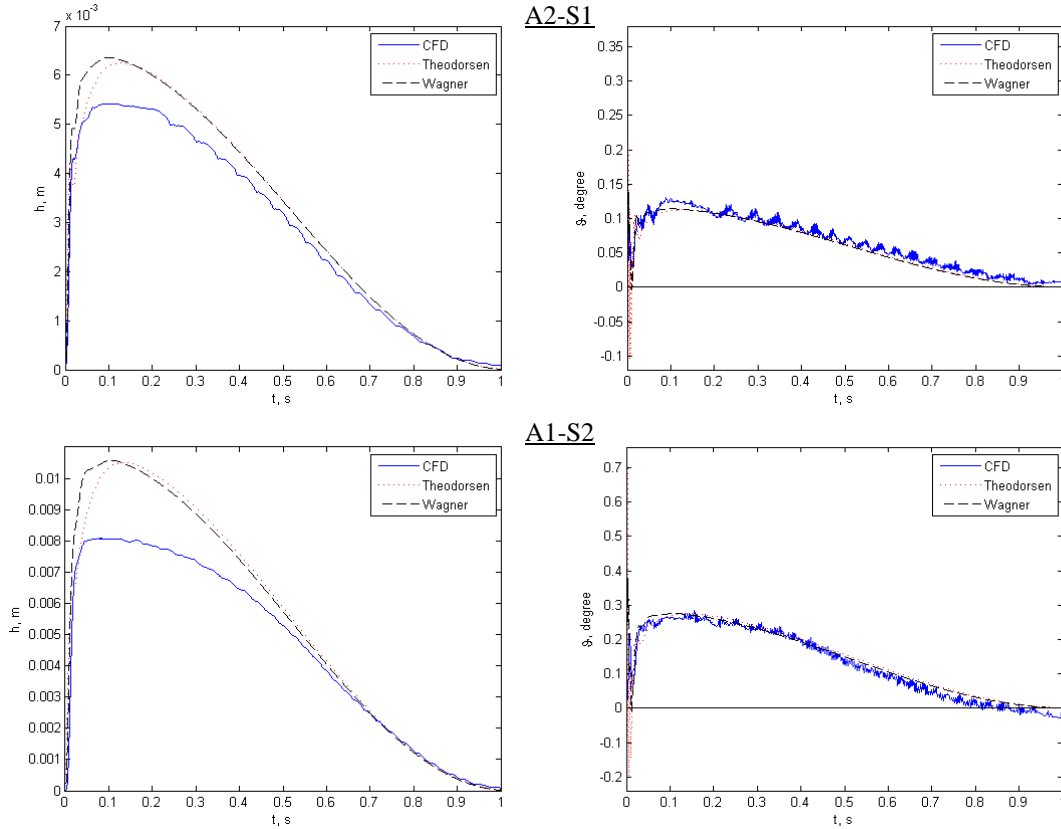 A2-S1
x 10⁻³
7
6
5
4
3
2
1
0
h, m
0 0.1 0.2 0.3 0.4 0.5 0.6 0.7 0.8 0.9 1
t, s
CFD
Theodorsen
Wagner
0.35
0.3
0.25
0.2
0.15
0.1
0.05
0
-0.05
-0.1
ϑ, degree
0 0.1 0.2 0.3 0.4 0.5 0.6 0.7 0.8 0.9 1
t, s
CFD
Theodorsen
Wagner
A1-S2
0.01
0.009
0.008
0.007
0.006
0.005
0.004
0.003
0.002
0.001
0
h, m
0 0.1 0.2 0.3 0.4 0.5 0.6 0.7 0.8 0.9 1
t, s
CFD
Theodorsen
Wagner
0.7
0.6
0.5
0.4
0.3
0.2
0.1
0
-0.1
-0.2
ϑ, degree
0 0.1 0.2 0.3 0.4 0.5 0.6 0.7 0.8 0.9 1
t, s
CFD
Theodorsen
Wagner